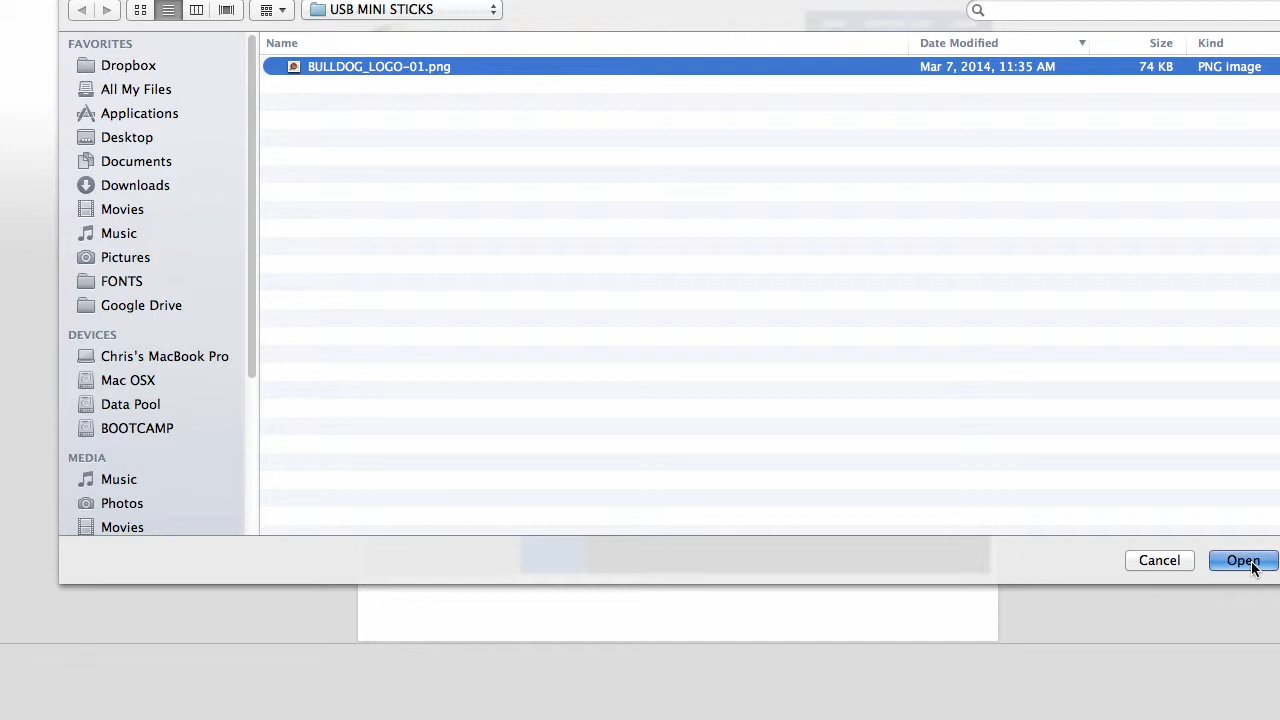 USB MINI STICKS
FAVORITES
Dropbox
All My Files
Applications
Desktop
Documents
Downloads
Movies
Music
Pictures
FONTS
Google Drive
DEVICES
Chris's MacBook Pro
Mac OSX
Data Pool
BOOTCAMP
MEDIA
Music
Photos
Movies
Name Date Modified Size Kind
BULLDOG_LOGO-01.png Mar 7, 2014, 11:35 AM 74 KB PNG image
Cancel Open